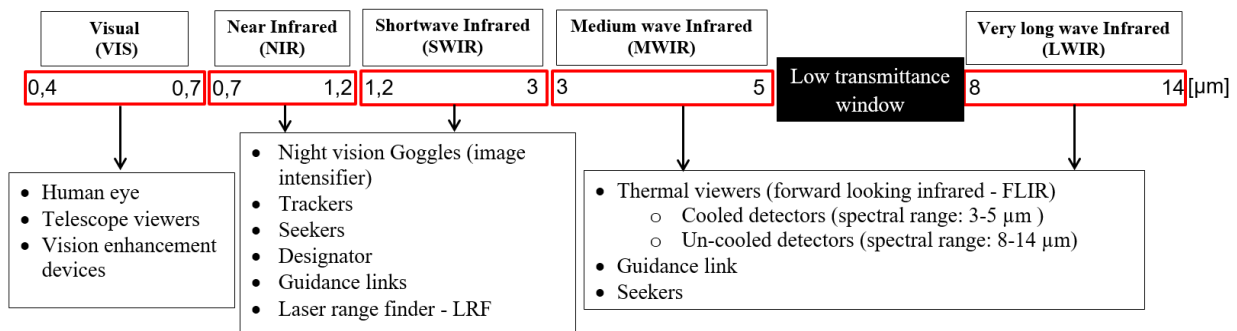 Visual
(VIS)
Near Infrared
(NIR)
Shortwave Infrared
(SWIR)
Medium wave Infrared
(MWIR)
Very long wave Infrared
(LWIR)
0,4 0,7
0,7 1,2
1,2 3
3 5
Low transmittance
window
8 14 [μm]
• Human eye
• Telescope viewers
• Vision enhancement
devices
• Night vision Goggles (image
intensifier)
• Trackers
• Seekers
• Designator
• Guidance links
• Laser range finder - LRF
• Thermal viewers (forward looking infrared - FLIR)
o Cooled detectors (spectral range: 3-5 μm )
o Un-cooled detectors (spectral range: 8-14 μm)
• Guidance link
• Seekers